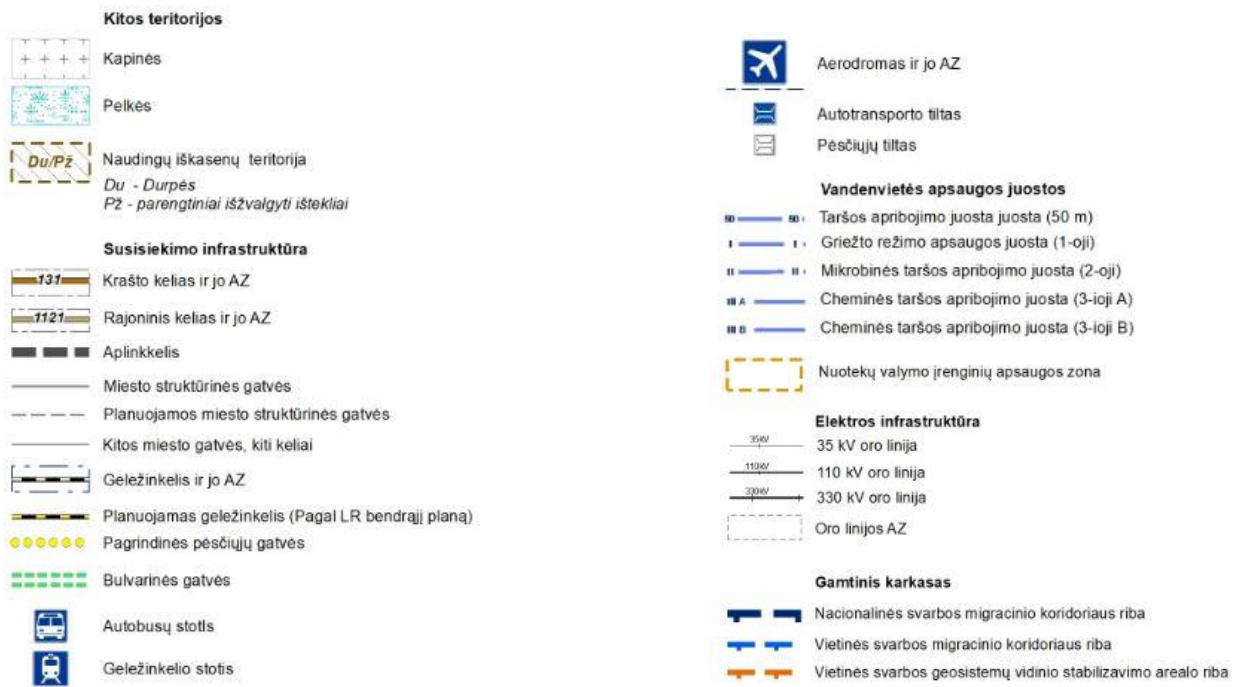 Kitos teritorijos
Kapinės
Pelkės
Du/Pž
Naudingų iškasenų teritorija
Du - Durpės
Pž - parengtiniai išžvalgyti ištekliai
Susisiekimo infrastruktūra
131
Krašto kelias ir jo AZ
1121
Rajoninis kelias ir jo AZ
Aplinkkelis
Miesto struktūrinės gatvės
Planuojamos miesto struktūrinės gatvės
Kitos miesto gatvės, kiti keliai
Geležinkelis ir jo AZ
Planuojamas geležinkelis (Pagal LR bendrąjį planą)
Pagrindinės pėsčiųjų gatvės
Bulvarinės gatvės
Autobusų stotis
Geležinkelio stotis
Aerodromas ir jo AZ
Autotransporto tiltas
Pėsčiųjų tiltas
Vandenvietės apsaugos juostos
50 50 Taršos apribojimo juosta juosta (50 m)
I I Griežto režimo apsaugos juosta (1-oji)
II II Mikrobinės taršos apribojimo juosta (2-oji)
III A Cheminės taršos apribojimo juosta (3-ioji A)
III B Cheminės taršos apribojimo juosta (3-ioji B)
Nuotekų valymo įrenginių apsaugos zona
Elektros infrastruktūra
35kV 35 kV oro linija
110kV 110 kV oro linija
330kV 330 kV oro linija
Oro linijos AZ
Gamtinis karkasas
Nacionalinės svarbos migracinio koridoriaus riba
Vietinės svarbos migracinio koridoriaus riba
Vietinės svarbos geosistemų vidinio stabilizavimo arealo riba